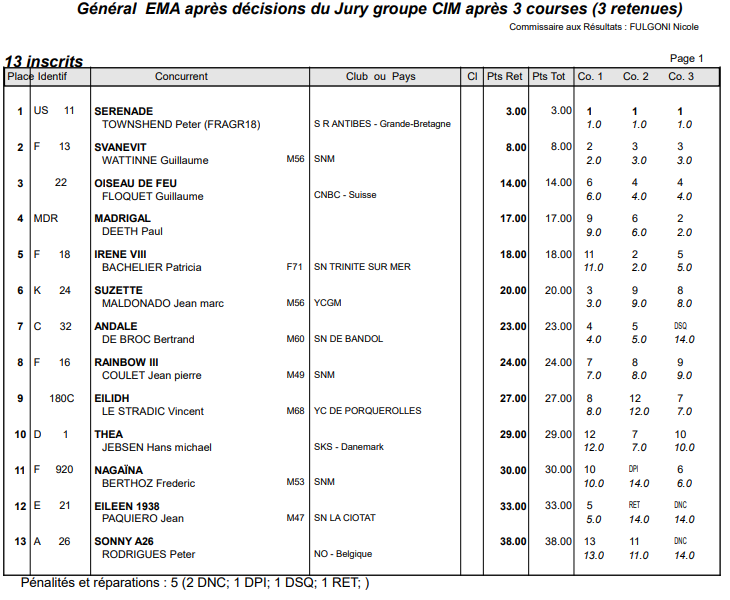 Général EMA après décisions du Jury groupe CIM après 3 courses (3 retenues)
Commissaire aux Résultats : FULGONI Nicole
13 inscrits Page 1
Place Identif Concurrent Club ou Pays Cl Pts Ret Pts Tot Co. 1 Co. 2 Co. 3
1 US 11 SERENADE 3.00 3.00 1 1 1
TOWNSHEND Peter (FRAGR18) S R ANTIBES - Grande-Bretagne 1.0 1.0 1.0
2 F 13 SVANEVIT 8.00 8.00 2 3 3
WATTINNE Guillaume M56 SNM 2.0 3.0 3.0
3 22 OISEAU DE FEU 14.00 14.00 6 4 4
FLOQUET Guillaume CNBC - Suisse 6.0 4.0 4.0
4 MDR MADRIGAL 17.00 17.00 9 6 2
DEETH Paul 9.0 6.0 2.0
5 F 18 IRENE VIII 18.00 18.00 11 2 5
BACHELIER Patricia F71 SN TRINITE SUR MER 11.0 2.0 5.0
6 K 24 SUZETTE 20.00 20.00 3 9 8
MALDONADO Jean marc M56 YCGM 3.0 9.0 8.0
7 C 32 ANDALE 23.00 23.00 4 5 DSQ
DE BROC Bertrand M60 SN DE BANDOL 4.0 5.0 14.0
8 F 16 RAINBOW III 24.00 24.00 7 8 9
COULET Jean pierre M49 SNM 7.0 8.0 9.0
9 180C EILIDH 27.00 27.00 8 12 7
LE STRADIC Vincent M68 YC DE PORQUEROLLES 8.0 12.0 7.0
10 D 1 THEA 29.00 29.00 12 7 10
JEBSEN Hans michael SKS - Danemark 12.0 7.0 10.0
11 F 920 NAGAÏNA 30.00 30.00 10 DPI 6
BERTHOZ Frederic M53 SNM 10.0 14.0 6.0
12 E 21 EILEEN 1938 33.00 33.00 5 RET DNC
PAQUIERO Jean M47 SN LA CIOTAT 5.0 14.0 14.0
13 A 26 SONNY A26 38.00 38.00 13 11 DNC
RODRIGUES Peter NO - Belgique 13.0 11.0 14.0
Pénalités et réparations : 5 (2 DNC; 1 DPI; 1 DSQ; 1 RET; )